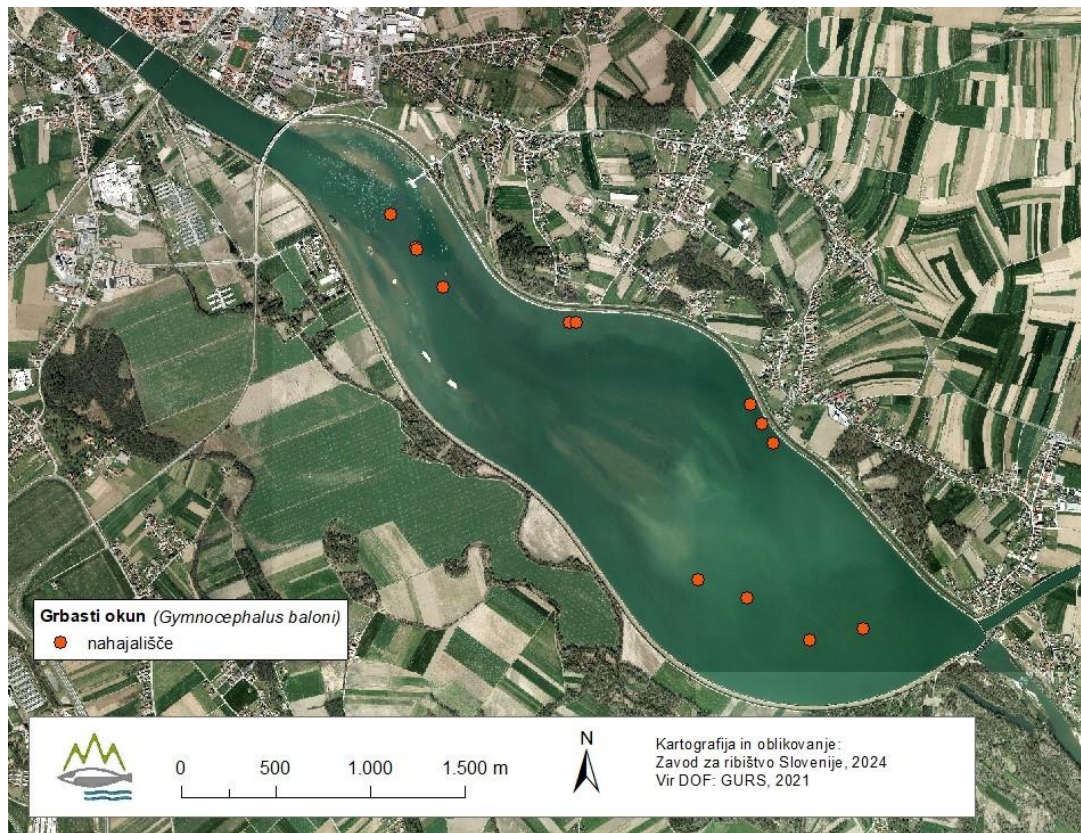 Grbasti okun (Gymnocephalus baloni)
nahajališče
0 500 1.000 1.500 m
N
Kartografija in oblikovanje:
Zavod za ribištvo Slovenije, 2024
Vir DOF: GURS, 2021